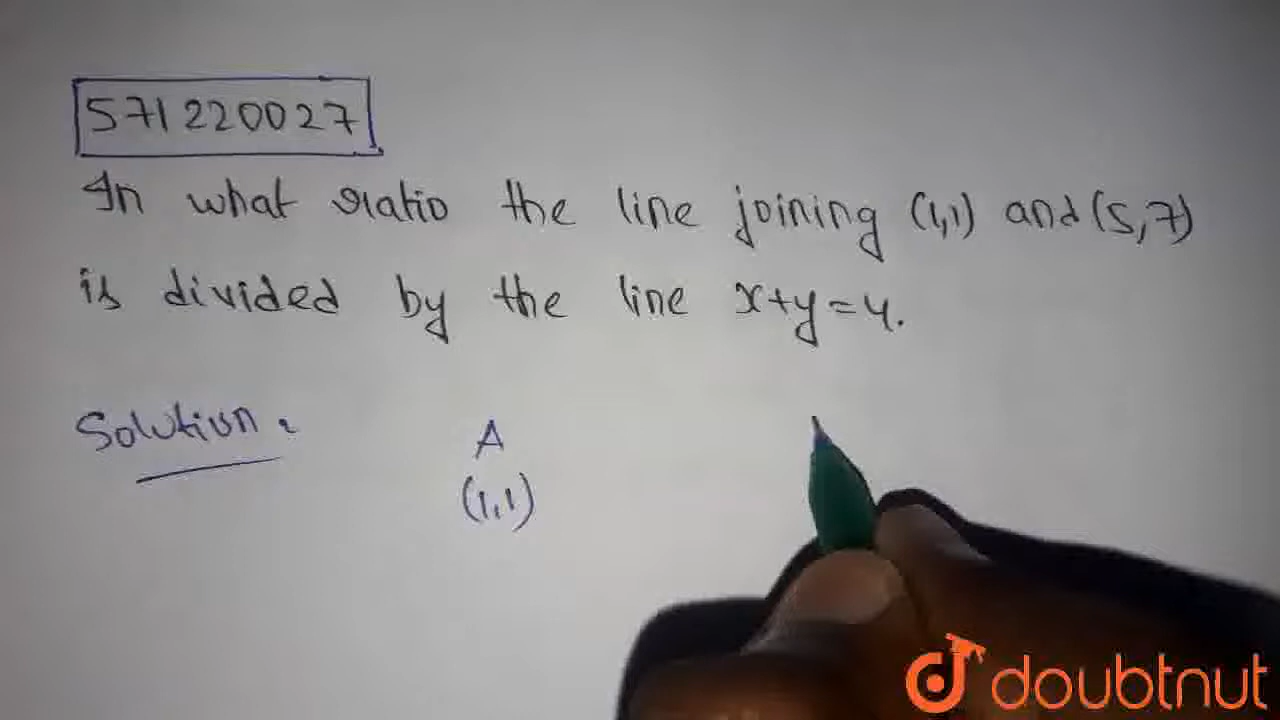 571220027
In what ratio the line joining (1,1) and (5,7)
is divided by the line x+y=4.
Solution :
A
(1,1)
doubtnut